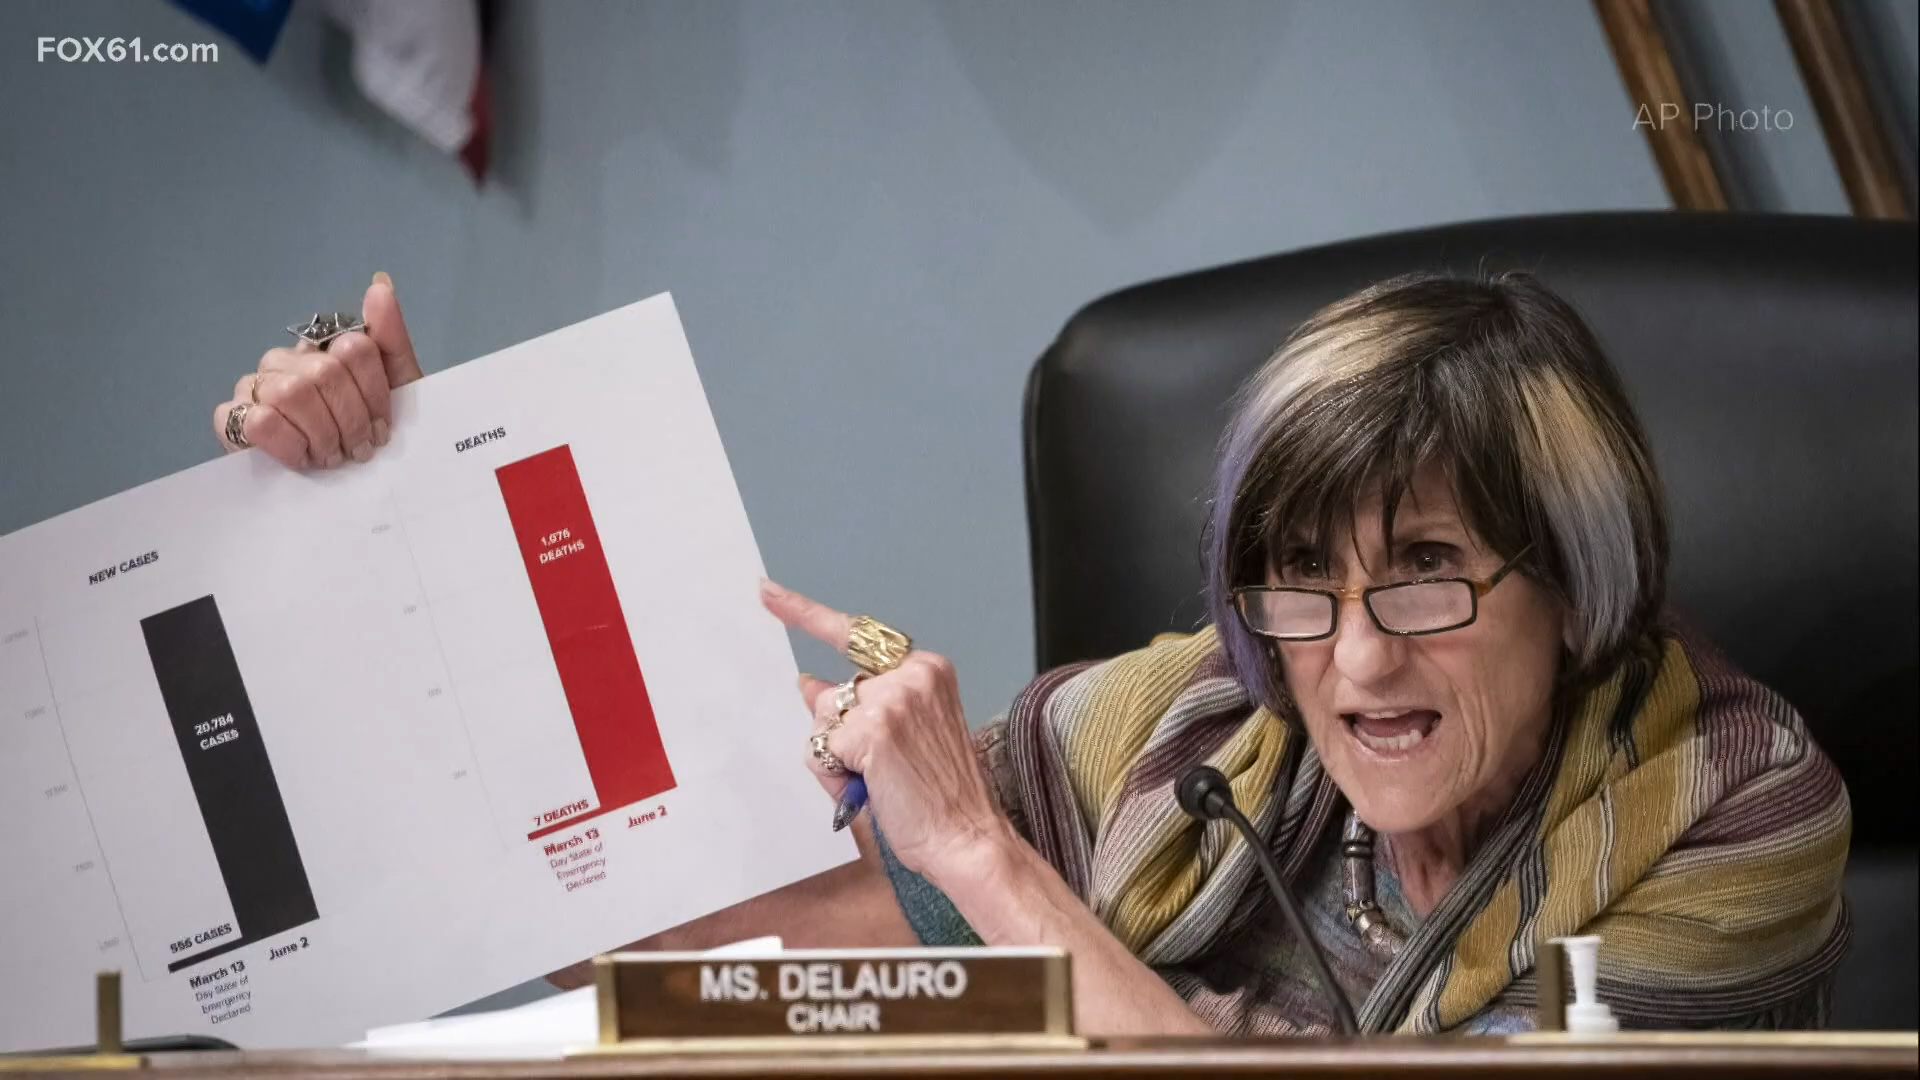 FOX61.com
AP Photo
DEATHS
1,076
DEATHS
7 DEATHS
March 13
Day State of
Emergency
Declared
June 2
NEW CASES
20,784
CASES
556 CASES
March 13
Day State of
Emergency
Declared
June 2
MS. DELAURO
CHAIR